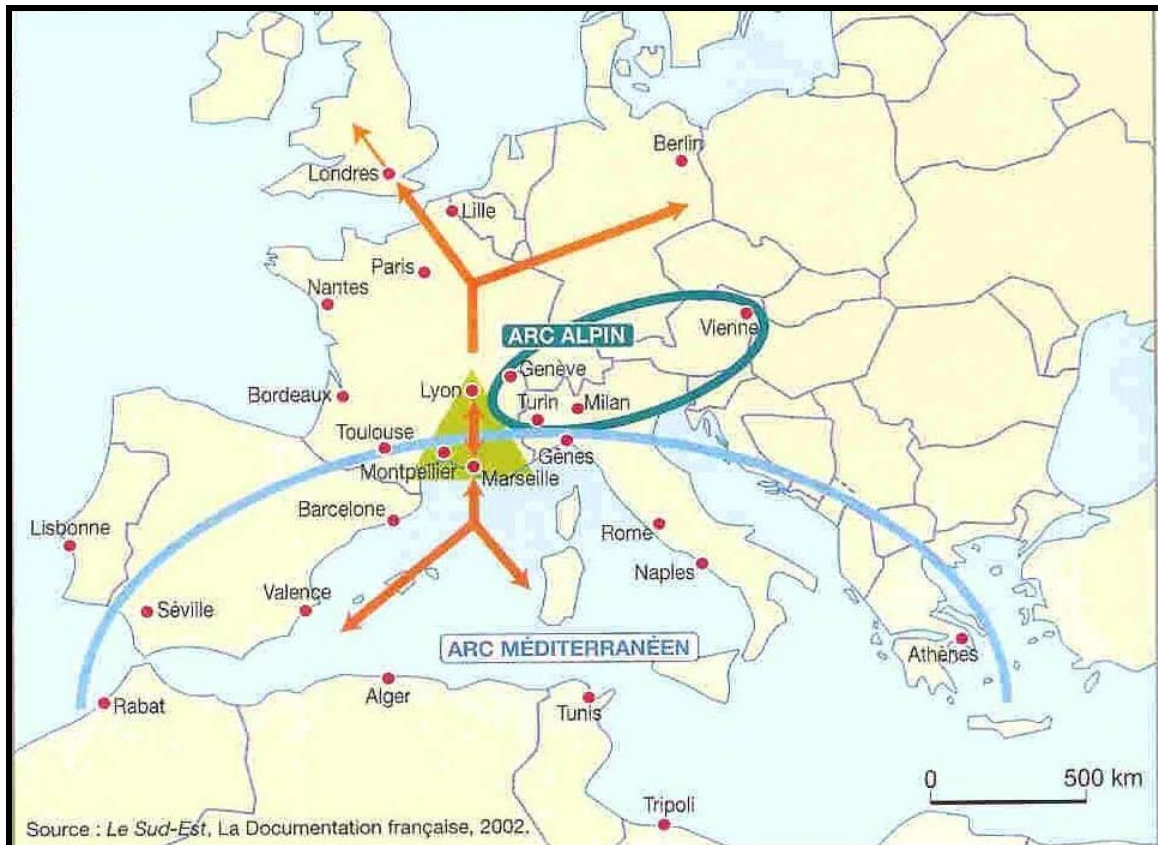 Berlin
Londres
Lille
Paris
Nantes
Vienne
ARC ALPIN
Genève
Lyon
Bordeaux
Turin
Milan
Toulouse
Gênes
Montpellier
Marseille
Barcelone
Lisbonne
Rome
Naples
Valence
Séville
ARC MÉDITERRANÉEN
Athènes
Alger
Rabat
Tunis
0 500 km
Tripoli
Source : Le Sud-Est, La Documentation française, 2002.